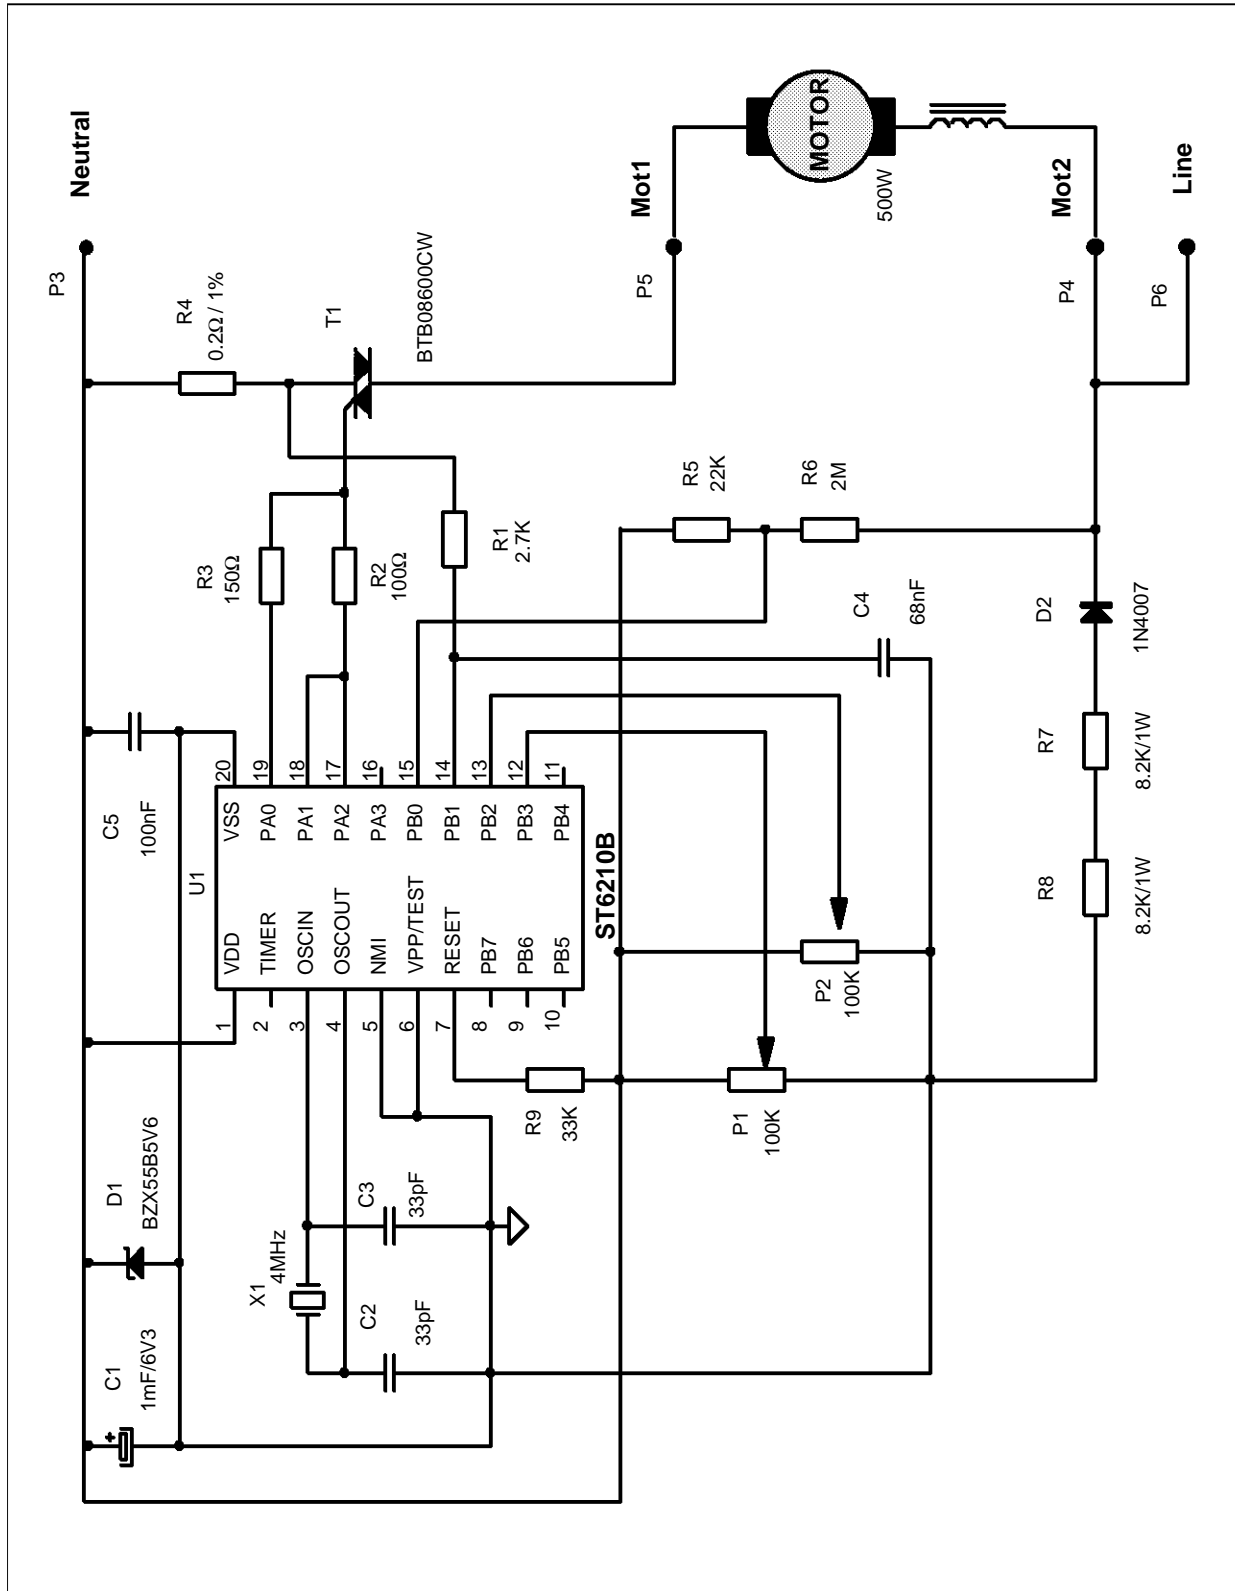 Neutral
P3
R4
0.2Ω / 1%
T1
BTB08600CW
P5
Mot1
MOTOR
500W
Mot2
P4
Line
P6
R3
150Ω
R2
100Ω
R1
2.7K
R5
22K
R6
2M
C4
68nF
D2
1N4007
R7
8.2K/1W
R8
8.2K/1W
C5
100nF
U1
ST6210B
20
19
18
17
16
15
14
13
12
11
VSS
PA0
PA1
PA2
PA3
PB0
PB1
PB2
PB3
PB4
VDD
TIMER
OSCIN
OSCOUT
NMI
VPP/TEST
RESET
PB7
PB6
PB5
1
2
3
4
5
6
7
8
9
10
P2
100K
P1
100K
R9
33K
D1
BZX55B5V6
C1
1mF/6V3
+
X1
4MHz
C3
33pF
C2
33pF